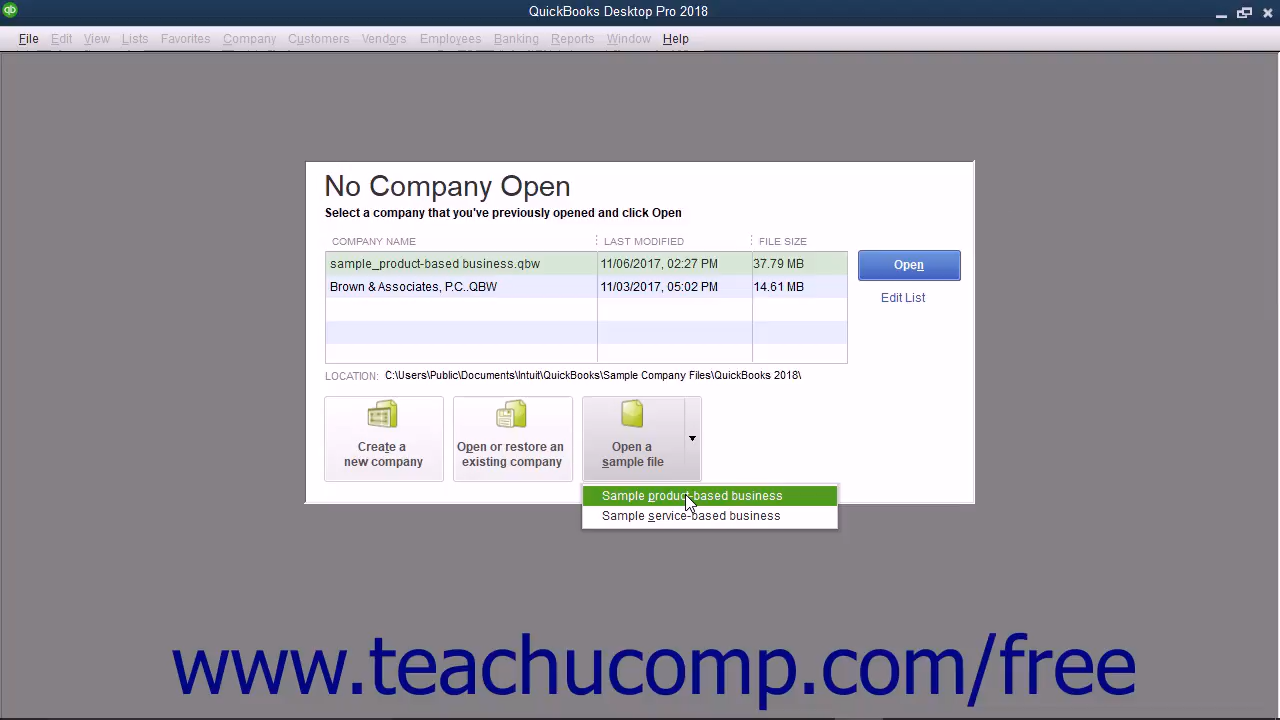 QuickBooks Desktop Pro 2018
File Edit View Lists Favorites Company Customers Vendors Employees Banking Reports Window Help
No Company Open
Select a company that you've previously opened and click Open
COMPANY NAME LAST MODIFIED FILE SIZE
sample_product-based business.qbw 11/06/2017, 02:27 PM 37.79 MB
Open
Brown & Associates, P.C..QBW 11/03/2017, 05:02 PM 14.61 MB
Edit List
LOCATION: C:\Users\Public\Documents\Intuit\QuickBooks\Sample Company Files\QuickBooks 2018\
Create a
new company
Open or restore an
existing company
Open a
sample file
Sample product-based business
Sample service-based business
www.teachucomp.com/free